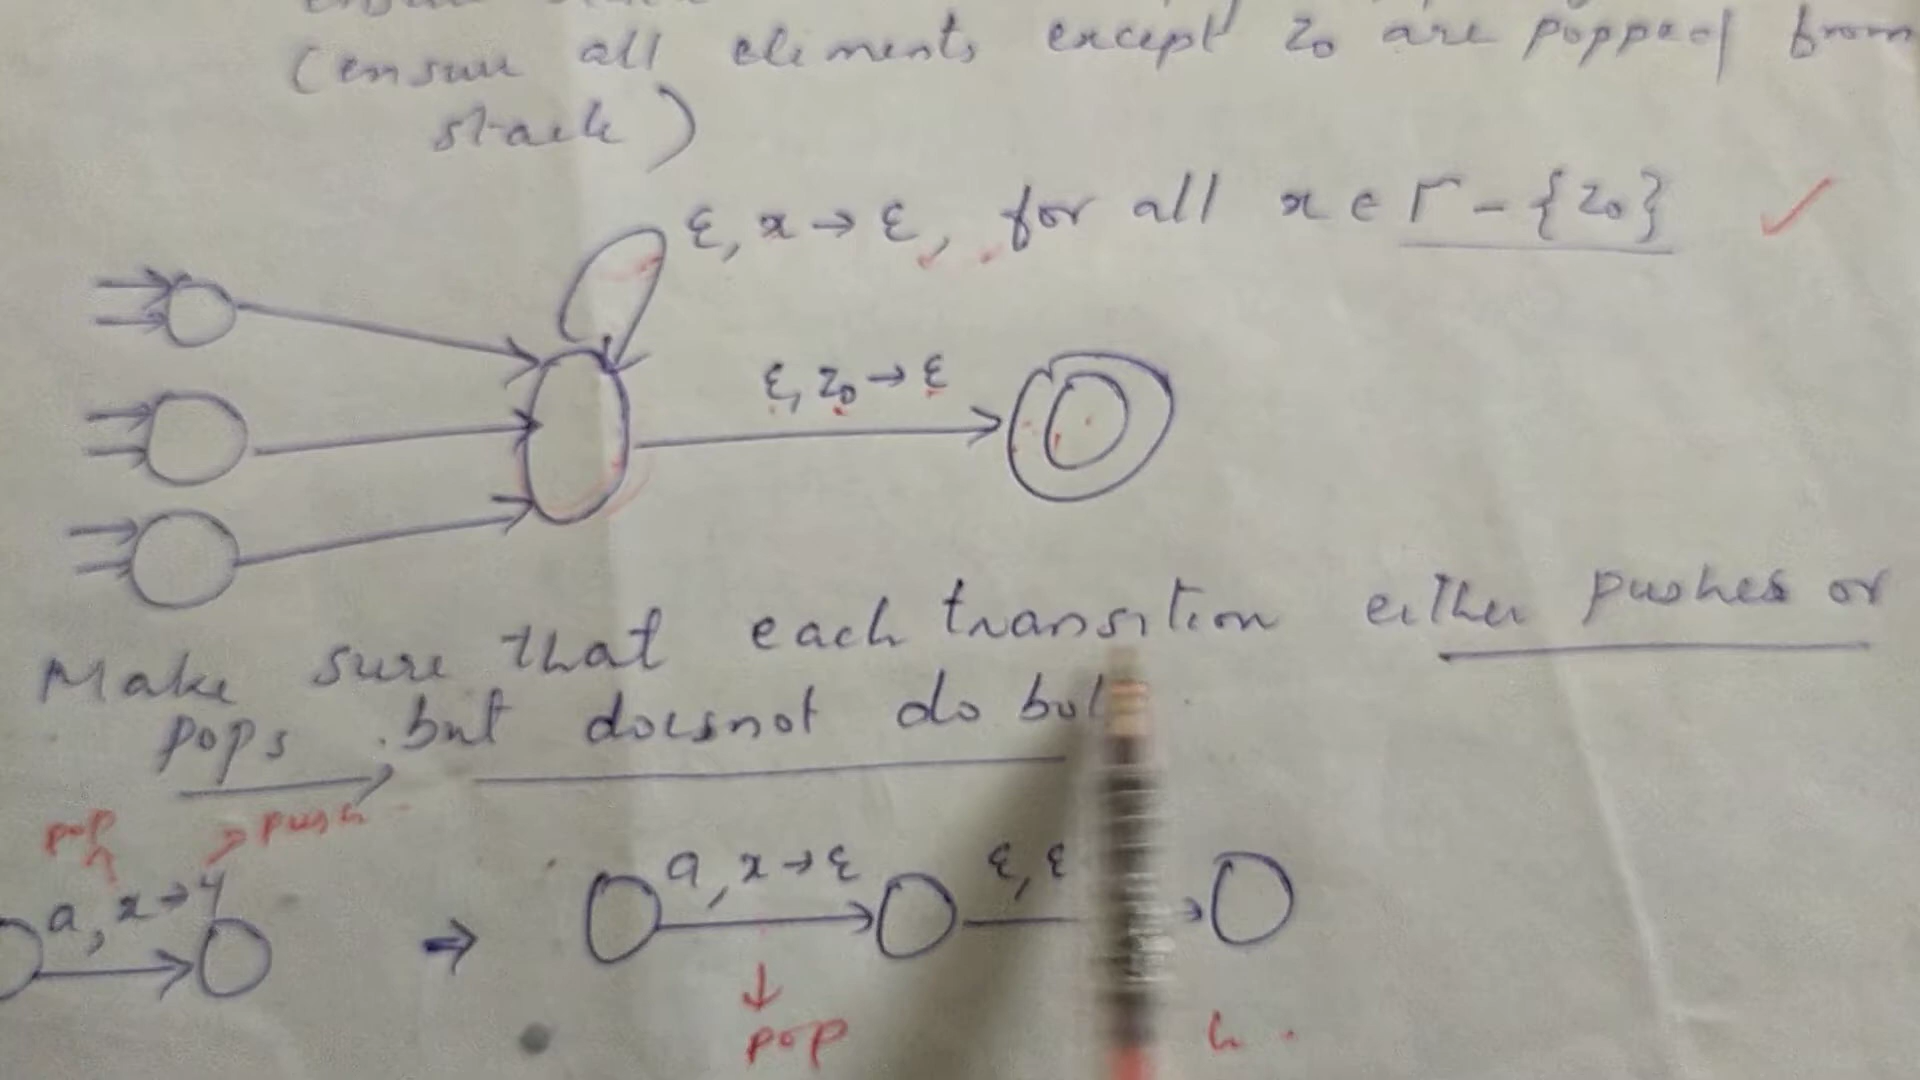 (ensure all elements except z₀ are popped from
stack)
ε, x → ε, for all x ∈ Γ - {z₀}
ε, z₀ → ε
Make sure that each transition either pushes or
pops but doesnot do
pop push
a, x → y
a, x → ε ε, ε
pop